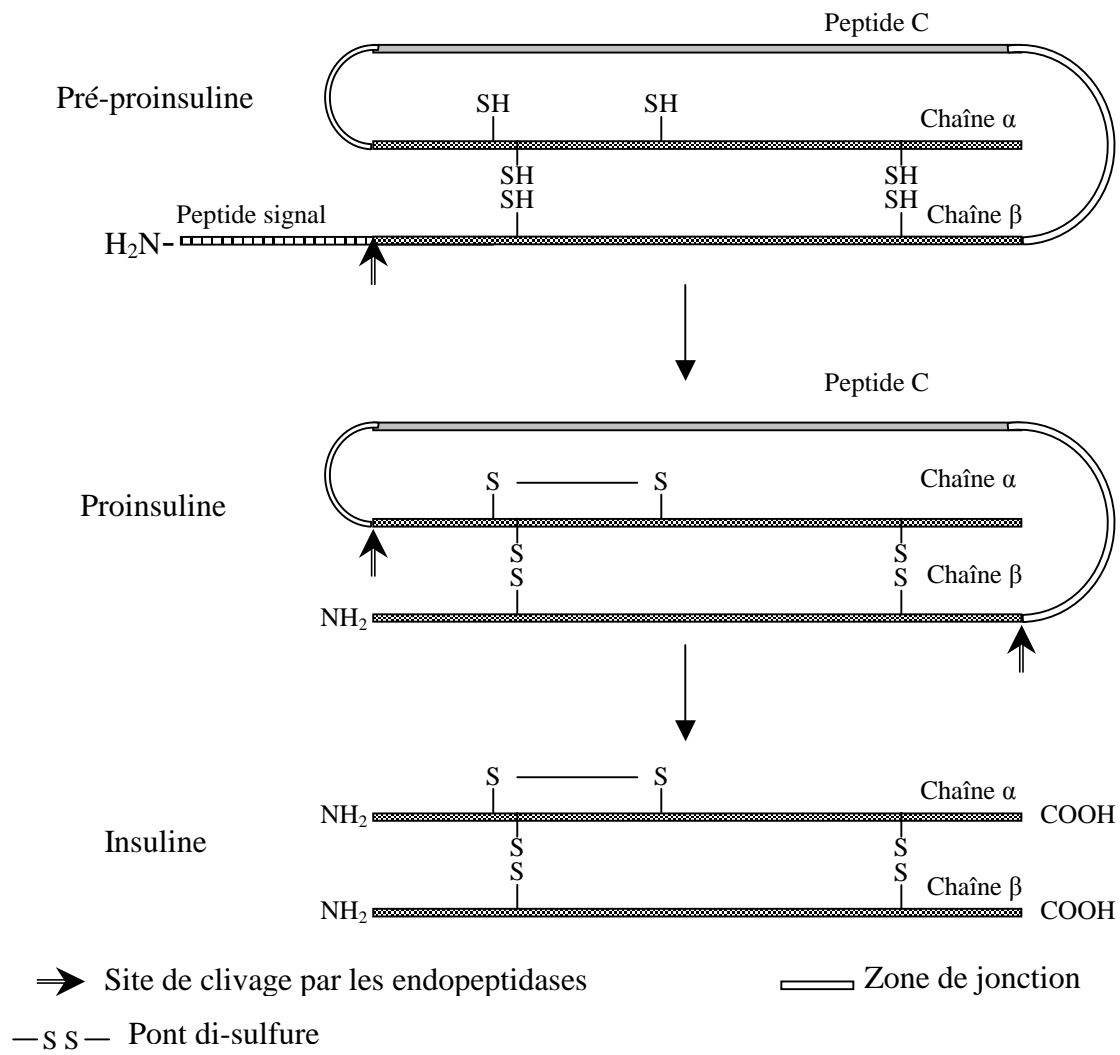 Peptide C
Pré-proinsuline
SH SH
Chaîne α
SH SH
SH SH
Peptide signal
Chaîne β
H₂N-
Peptide C
Proinsuline
S S
Chaîne α
S S
S S
Chaîne β
NH₂
S S
Chaîne α
NH₂ COOH
Insuline
S S
S S
Chaîne β
NH₂ COOH
Site de clivage par les endopeptidases
Zone de jonction
—S S— Pont di-sulfure